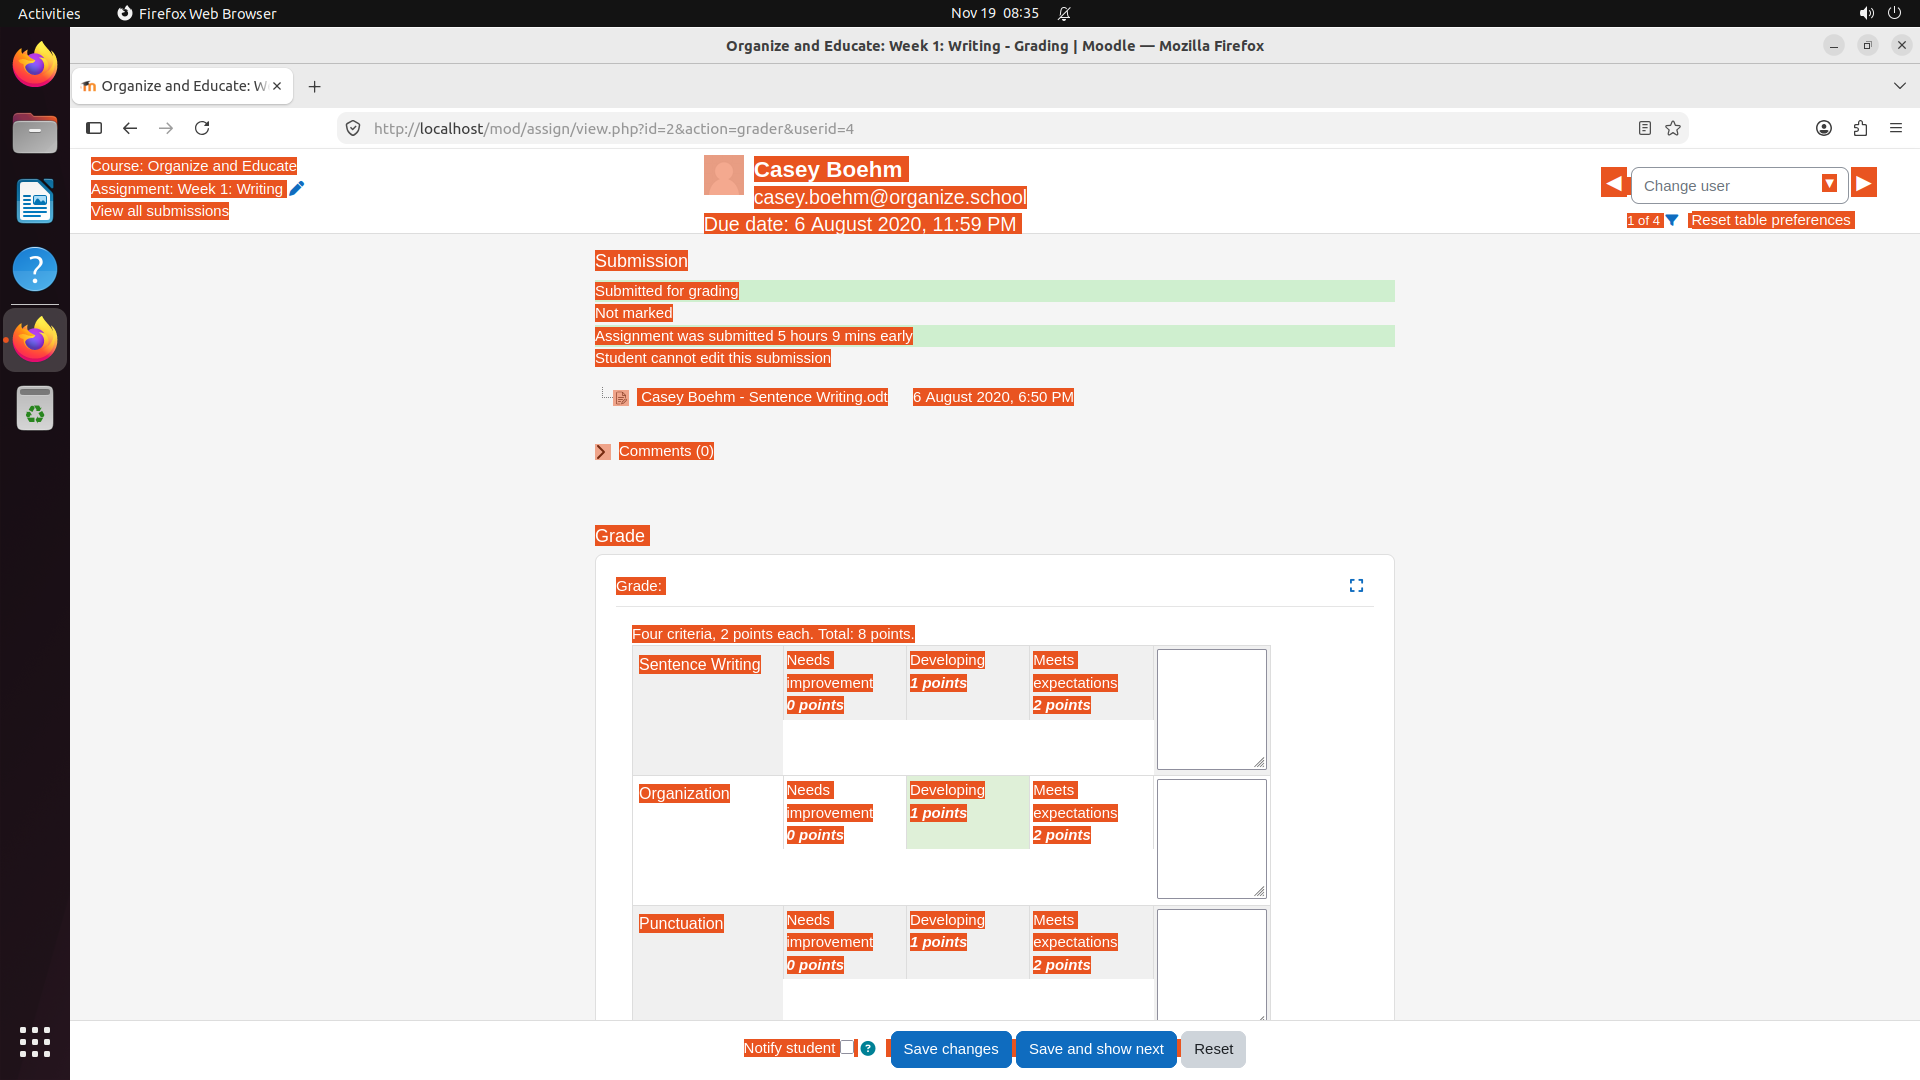 Activities
Firefox Web Browser
Nov 19 08:35
Organize and Educate: Week 1: Writing - Grading | Moodle — Mozilla Firefox
Organize and Educate: W
http://localhost/mod/assign/view.php?id=2&action=grader&userid=4
Course: Organize and Educate
Assignment: Week 1: Writing
View all submissions
Casey Boehm
casey.boehm@organize.school
Due date: 6 August 2020, 11:59 PM
Change user
1 of 4
Reset table preferences
Submission
Submitted for grading
Not marked
Assignment was submitted 5 hours 9 mins early
Student cannot edit this submission
Casey Boehm - Sentence Writing.odt 6 August 2020, 6:50 PM
Comments (0)
Grade
Grade:
Four criteria, 2 points each. Total: 8 points.
Sentence Writing
Needs improvement
0 points
Developing
1 points
Meets expectations
2 points
Organization
Needs improvement
0 points
Developing
1 points
Meets expectations
2 points
Punctuation
Needs improvement
0 points
Developing
1 points
Meets expectations
2 points
Notify student
Save changes
Save and show next
Reset